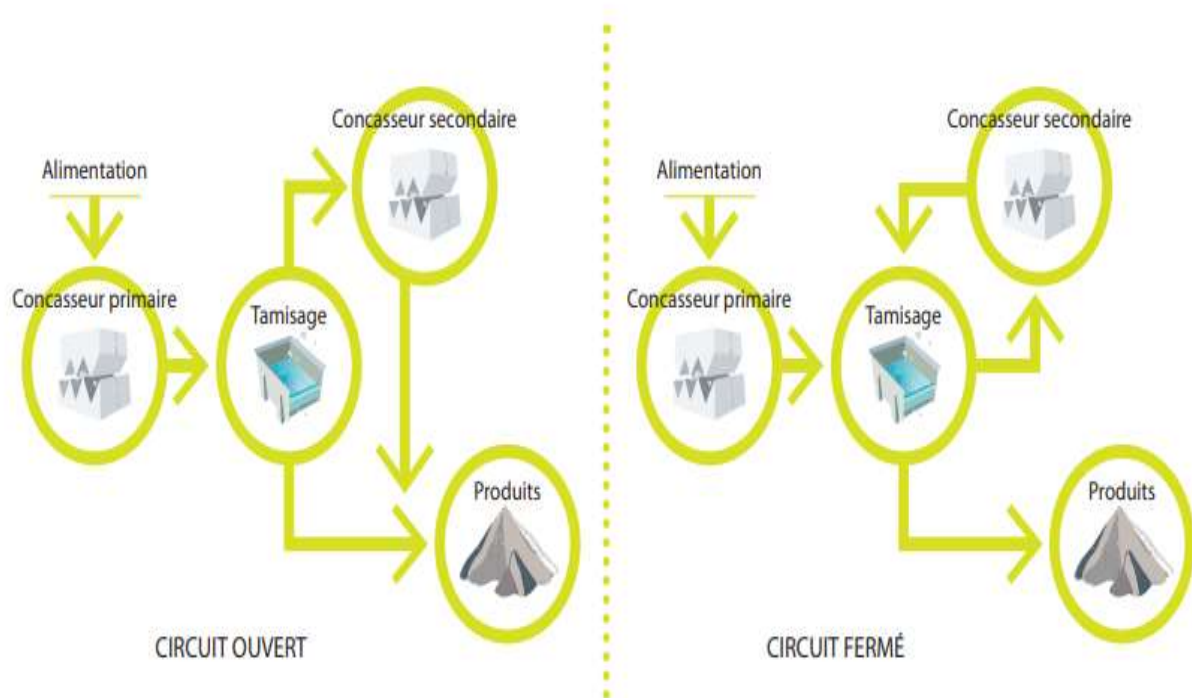 Concasseur secondaire
Alimentation
Concasseur primaire
Tamisage
Produits
CIRCUIT OUVERT
Concasseur secondaire
Alimentation
Concasseur primaire
Tamisage
Produits
CIRCUIT FERMÉ